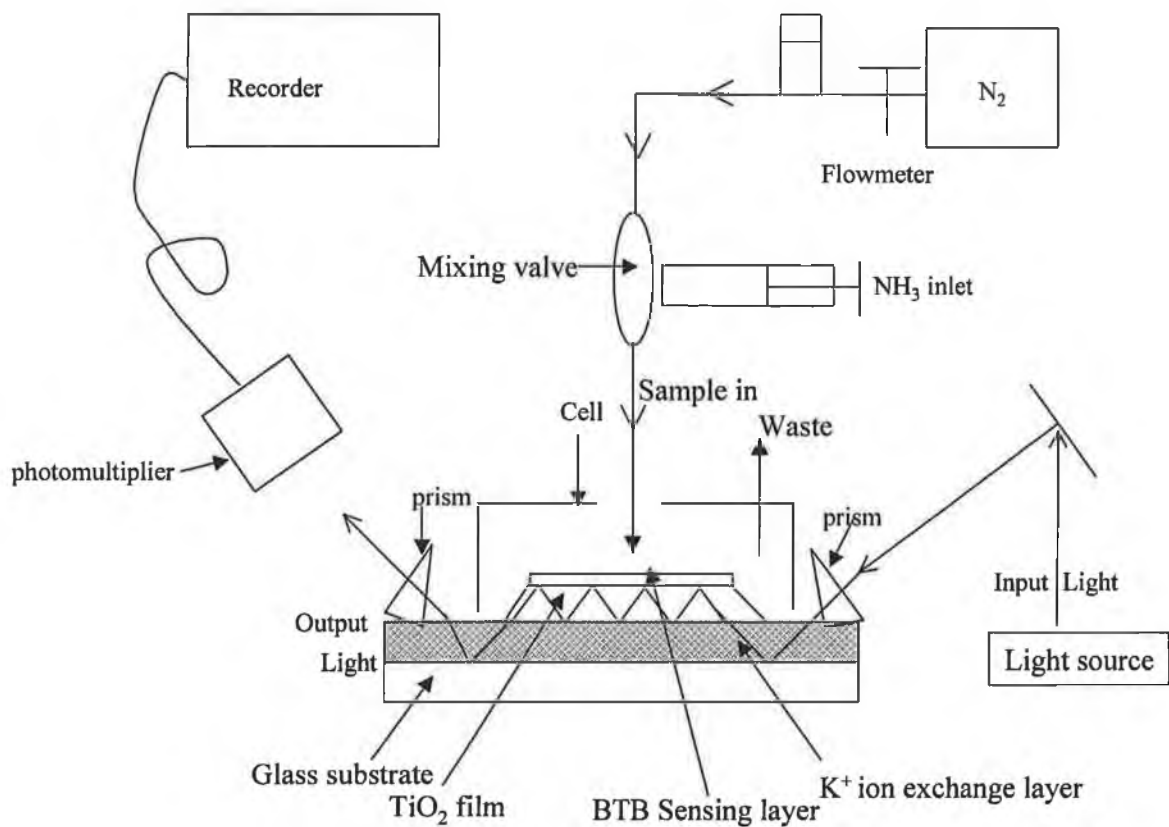 Recorder
N₂
Flowmeter
Mixing valve
NH₃ inlet
Sample in
Cell
Waste
photomultiplier
prism
prism
Input Light
Output
Light
Light source
Glass substrate
TiO₂ film
BTB Sensing layer
K⁺ ion exchange layer